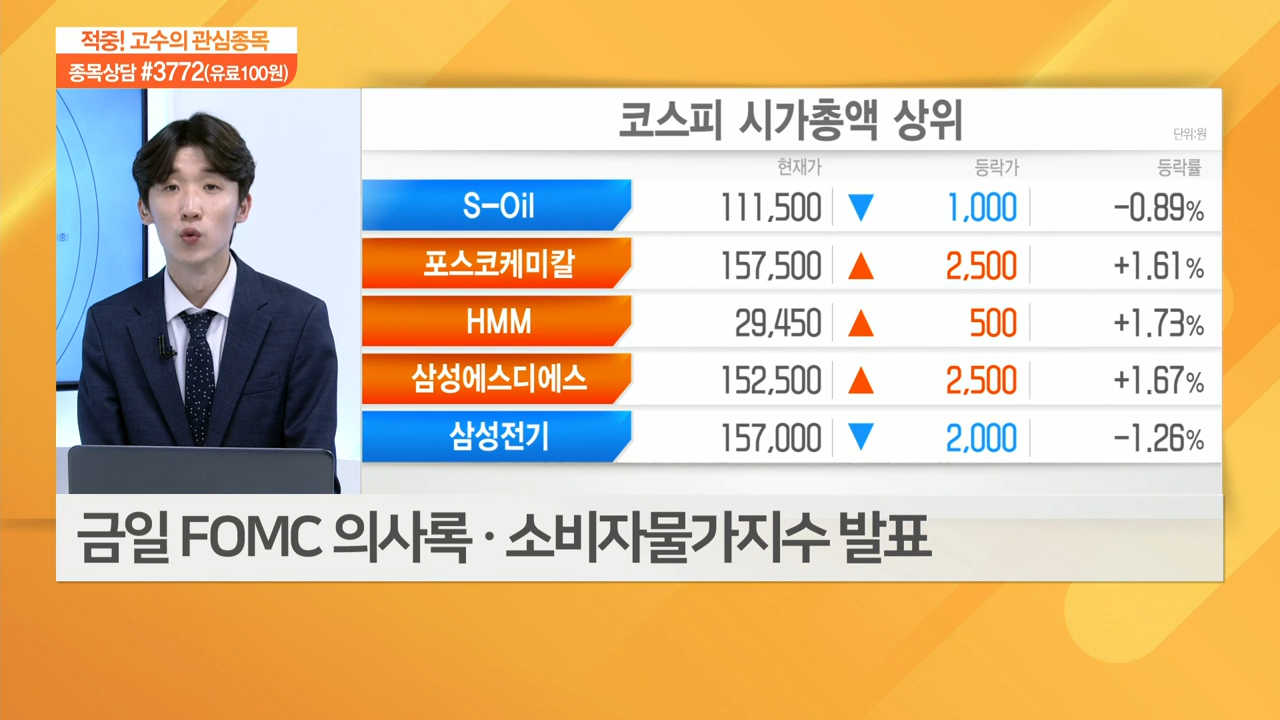 적중! 고수의 관심종목
종목상담 #3772(유료100원)
코스피 시가총액 상위
단위:원
현재가 등락가 등락률
S-Oil 111,500 ▼ 1,000 -0.89%
포스코케미칼 157,500 ▲ 2,500 +1.61%
HMM 29,450 ▲ 500 +1.73%
삼성에스디에스 152,500 ▲ 2,500 +1.67%
삼성전기 157,000 ▼ 2,000 -1.26%
금일 FOMC 의사록·소비자물가지수 발표